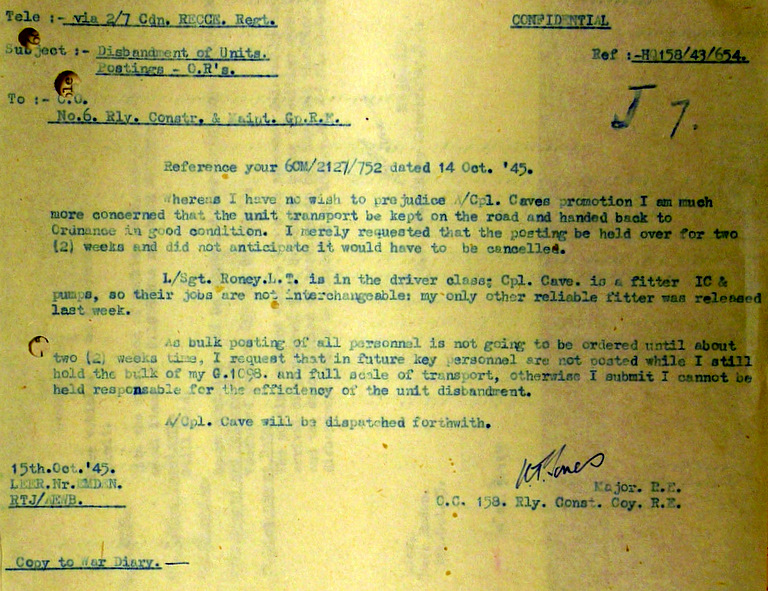 Tele :- via 2/7 Cdn. RECCE. Regt.
CONFIDENTIAL
Subject :- Disbandment of Units.
Postings - O.R's.
Ref :-HQ158/43/654.
To :- C.O.
No.6. Rly. Constr. & Maint. Gp.R.E.
J 7.
Reference your 6CM/2127/752 dated 14 Oct. '45.
Whereas I have no wish to prejudice A/Cpl. Caves promotion I am much
more concerned that the unit transport be kept on the road and handed back to
Ordnance in good condition. I merely requested that the posting be held over for two
(2) weeks and did not anticipate it would have to be cancelled.
L/Sgt. Roney.L.T. is in the driver class; Cpl. Cave. is a fitter IC &
pumps, so their jobs are not interchangeable: my only other reliable fitter was released
last week.
As bulk posting of all personnel is not going to be ordered until about
two (2) weeks time, I request that in future key personnel are not posted while I still
hold the bulk of my G.1098. and full scale of transport, otherwise I submit I cannot be
held responsable for the efficiency of the unit disbandment.
A/Cpl. Cave will be dispatched forthwith.
15th.Oct.'45.
LEER.Nr.EMDEN.
RTJ/AEWB.
Major. R.E.
O.C. 158. Rly. Const. Coy. R.E.
Copy to War Diary.